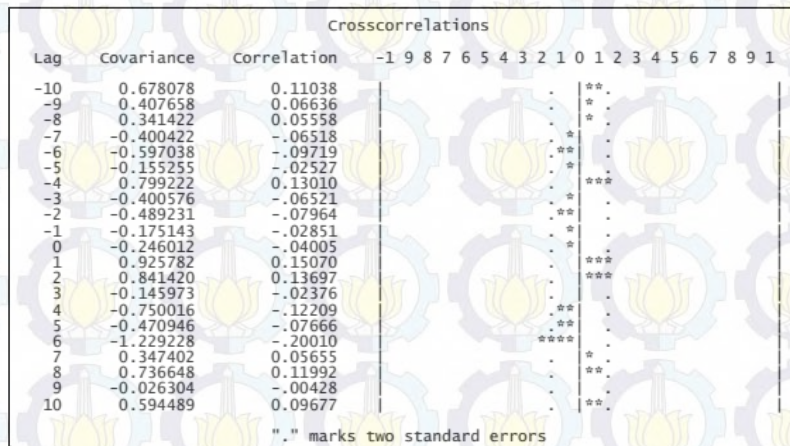 Crosscorrelations
Lag Covariance Correlation -1 9 8 7 6 5 4 3 2 1 0 1 2 3 4 5 6 7 8 9 1
-10 0.678078 0.11038 | . |**. |
-9 0.407658 0.06636 | . |* . |
-8 0.341422 0.05558 | . |* . |
-7 -0.400422 -.06518 | . *| . |
-6 -0.597038 -.09719 | .**| . |
-5 -0.155255 -.02527 | . *| . |
-4 0.799222 0.13010 | . |*** |
-3 -0.400576 -.06521 | . *| . |
-2 -0.489231 -.07964 | .**| . |
-1 -0.175143 -.02851 | . *| . |
0 -0.246012 -.04005 | . *| . |
1 0.925782 0.15070 | . |*** |
2 0.841420 0.13697 | . |*** |
3 -0.145973 -.02376 | . | . |
4 -0.750016 -.12209 | .**| . |
5 -0.470946 -.07666 | .**| . |
6 -1.229228 -.20010 | ****| . |
7 0.347402 0.05655 | . |* . |
8 0.736648 0.11992 | . |**. |
9 -0.026304 -.00428 | . | . |
10 0.594489 0.09677 | . |**. |
"." marks two standard errors